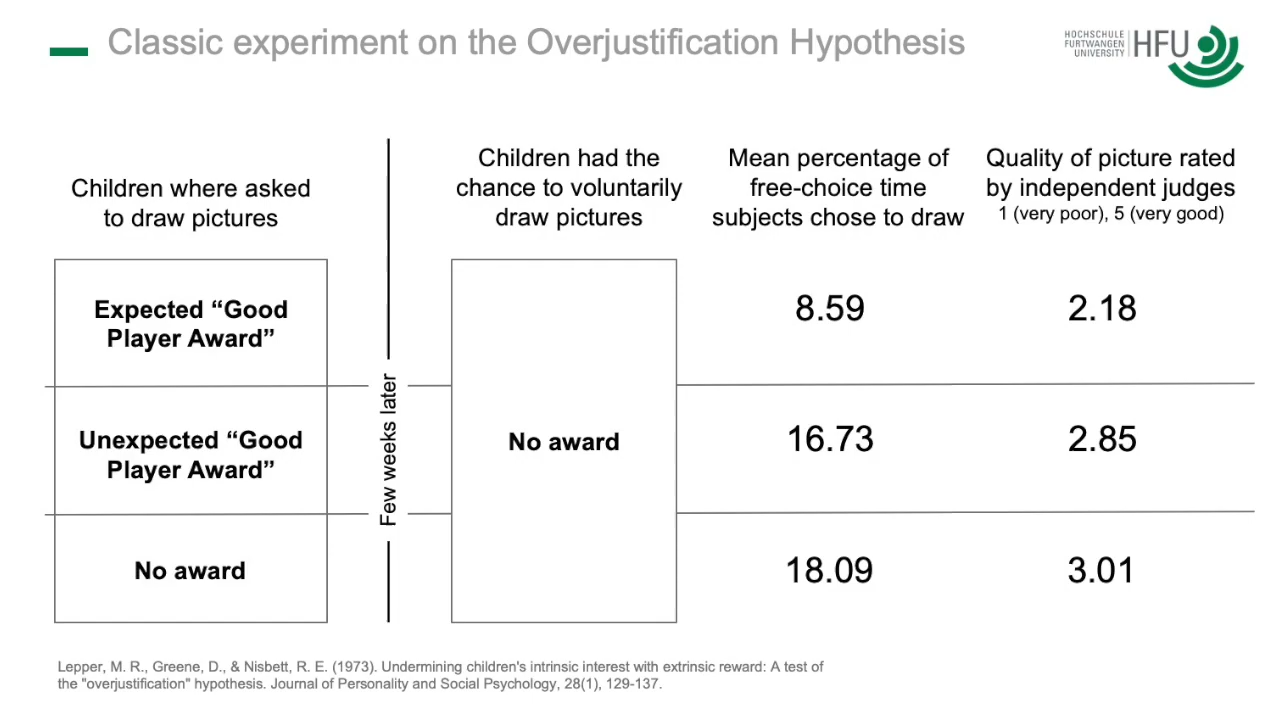 Classic experiment on the Overjustification Hypothesis
HOCHSCHULE
FURTWANGEN
UNIVERSITY
HFU
Children where asked
to draw pictures
Children had the
chance to voluntarily
draw pictures
Mean percentage of
free-choice time
subjects chose to draw
Quality of picture rated
by independent judges
1 (very poor), 5 (very good)
Expected “Good
Player Award”
8.59
2.18
Few weeks later
Unexpected “Good
Player Award”
No award
16.73
2.85
No award
18.09
3.01
Lepper, M. R., Greene, D., & Nisbett, R. E. (1973). Undermining children's intrinsic interest with extrinsic reward: A test of
the "overjustification" hypothesis. Journal of Personality and Social Psychology, 28(1), 129-137.